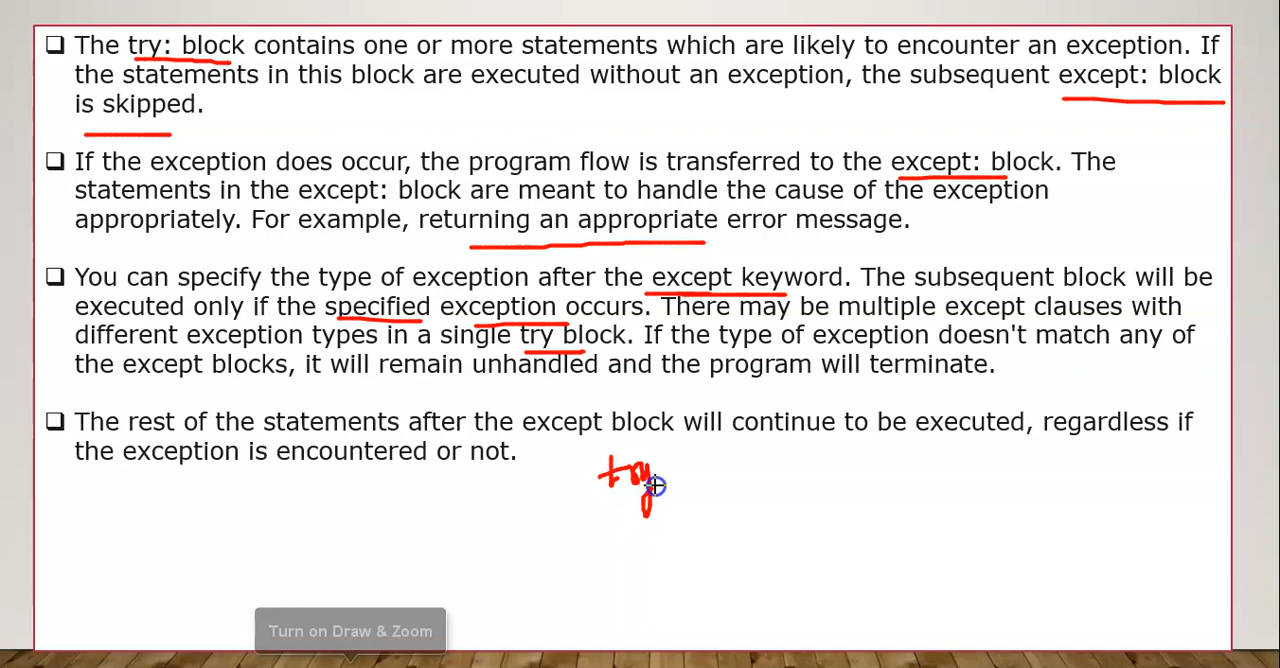 ❑ The try: block contains one or more statements which are likely to encounter an exception. If
the statements in this block are executed without an exception, the subsequent except: block
is skipped.
❑ If the exception does occur, the program flow is transferred to the except: block. The
statements in the except: block are meant to handle the cause of the exception
appropriately. For example, returning an appropriate error message.
❑ You can specify the type of exception after the except keyword. The subsequent block will be
executed only if the specified exception occurs. There may be multiple except clauses with
different exception types in a single try block. If the type of exception doesn't match any of
the except blocks, it will remain unhandled and the program will terminate.
❑ The rest of the statements after the except block will continue to be executed, regardless if
the exception is encountered or not.
try
Turn on Draw & Zoom